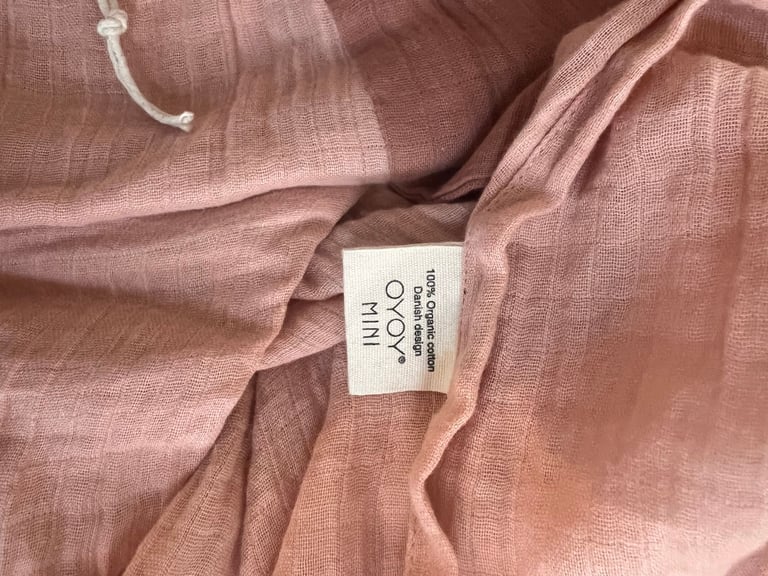 100% Organic cotton
Danish design
OYOY®
MINI